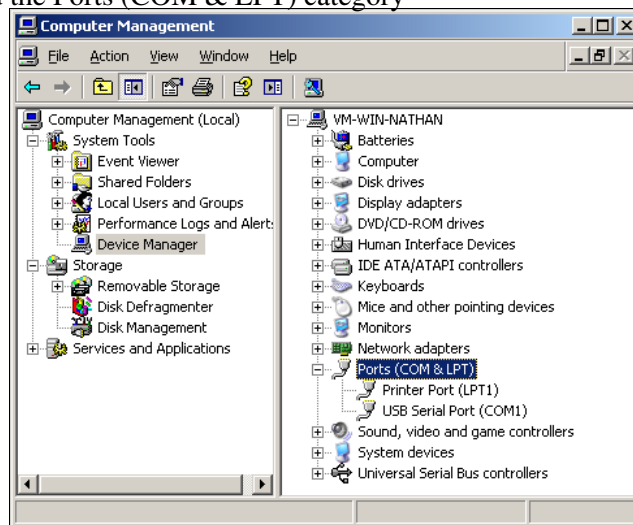 the Ports (COM & LPT) category
Computer Management
File Action View Window Help
Computer Management (Local)
System Tools
Event Viewer
Shared Folders
Local Users and Groups
Performance Logs and Alert
Device Manager
Storage
Removable Storage
Disk Defragmenter
Disk Management
Services and Applications
VM-WIN-NATHAN
Batteries
Computer
Disk drives
Display adapters
DVD/CD-ROM drives
Human Interface Devices
IDE ATA/ATAPI controllers
Keyboards
Mice and other pointing devices
Monitors
Network adapters
Ports (COM & LPT)
Printer Port (LPT1)
USB Serial Port (COM1)
Sound, video and game controllers
System devices
Universal Serial Bus controllers